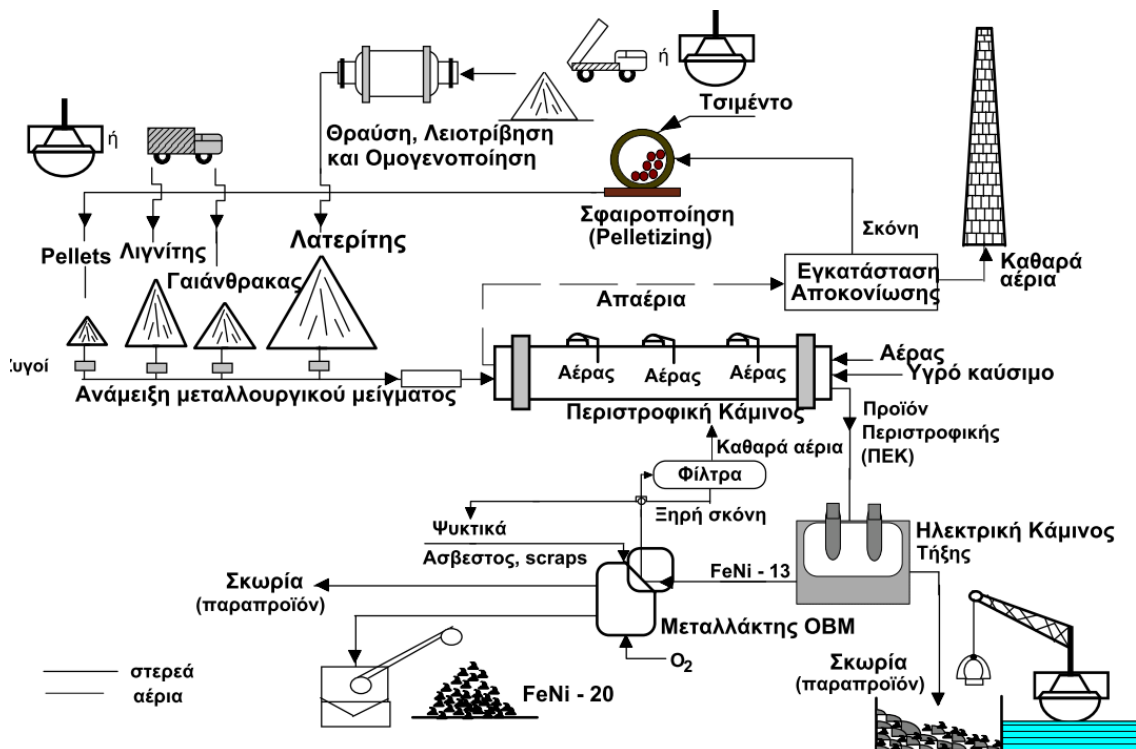 ή
Τσιμέντο
Θραύση, Λειοτρίβηση
και Ομογενοποίηση
ή
Σφαιροποίηση
(Pelletizing)
Σκόνη
Pellets
Λιγνίτης
Γαιάνθρακας
Λατερίτης
Εγκατάσταση
Αποκονίωσης
Καθαρά
αέρια
Απαέρια
Ζυγοί
Ανάμειξη μεταλλουργικού μείγματος
Αέρας
Αέρας
Αέρας
Αέρας
Υγρό καύσιμο
Περιστροφική Κάμινος
Προϊόν
Περιστροφικής
(ΠΕΚ)
Καθαρά αέρια
Φίλτρα
Ξηρή σκόνη
Ψυκτικά
Ασβεστος, scraps
Ηλεκτρική Κάμινος
Τήξης
FeNi - 13
Σκωρία
(παραπροϊόν)
Μεταλλάκτης OBM
O2
Σκωρία
(παραπροϊόν)
FeNi - 20
στερεά
αέρια